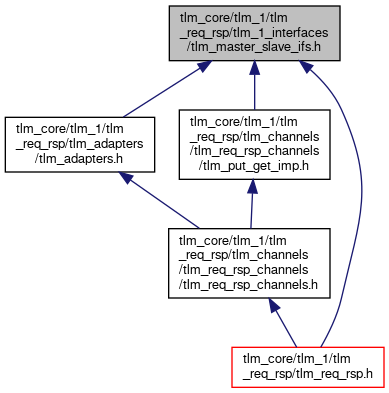 tlm_core/tlm_1/tlm
_req_rsp/tlm_1_interfaces
/tlm_master_slave_ifs.h
tlm_core/tlm_1/tlm
_req_rsp/tlm_adapters
/tlm_adapters.h
tlm_core/tlm_1/tlm
_req_rsp/tlm_channels
/tlm_req_rsp_channels
/tlm_put_get_imp.h
tlm_core/tlm_1/tlm
_req_rsp/tlm_channels
/tlm_req_rsp_channels
/tlm_req_rsp_channels.h
tlm_core/tlm_1/tlm
_req_rsp/tlm_req_rsp.h